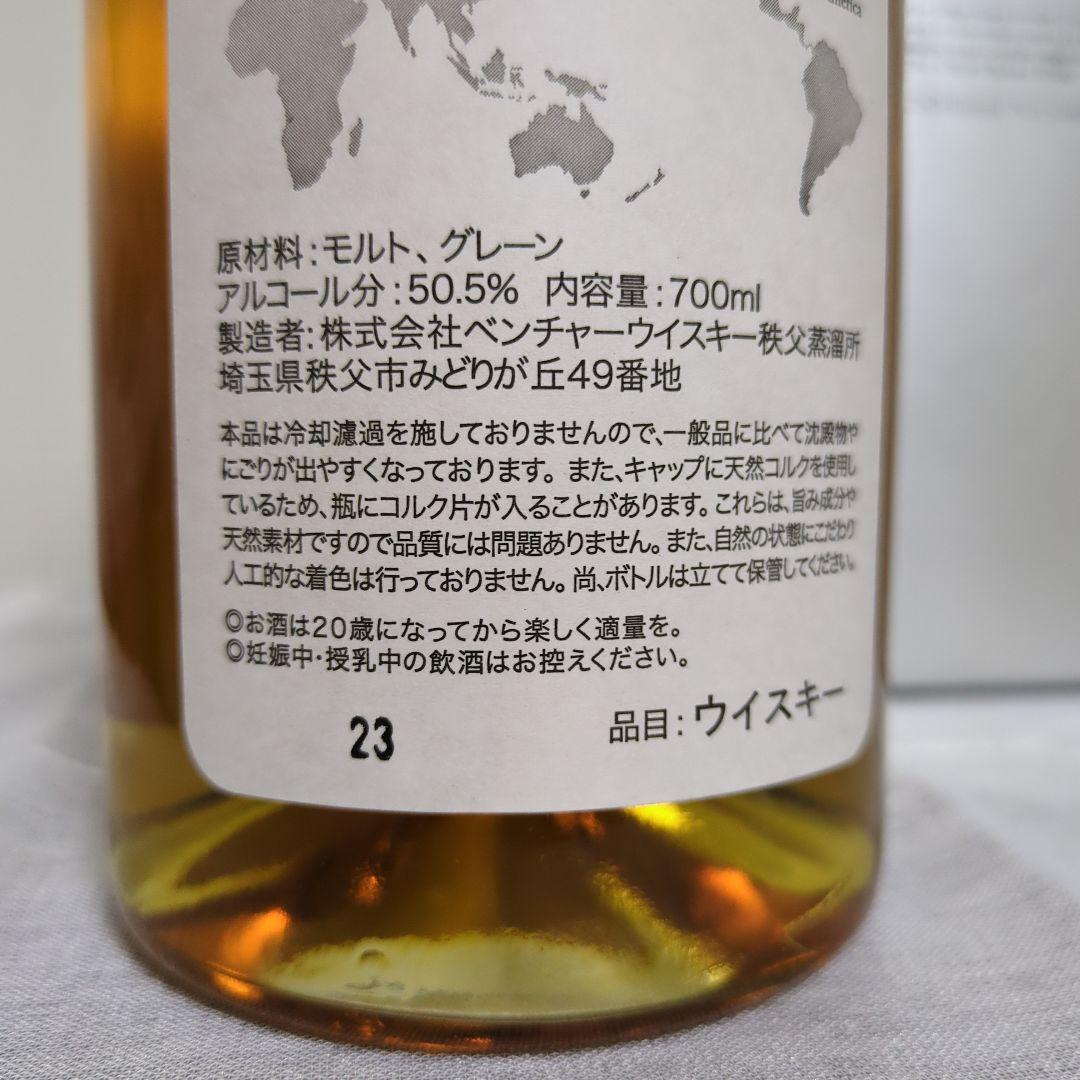 原材料：モルト、グレーン
アルコール分：50.5% 内容量：700ml
製造者：株式会社ベンチャーウイスキー秩父蒸溜所
埼玉県秩父市みどりが丘49番地
本品は冷却濾過を施しておりませんので、一般品に比べて沈殿物や
にごりが出やすくなっております。また、キャップに天然コルクを使用し
ているため、瓶にコルク片が入ることがあります。これらは、旨み成分や
天然素材ですので品質には問題ありません。また、自然の状態にこだわり
人工的な着色は行っておりません。尚、ボトルは立てて保管してください。
◎お酒は20歳になってから楽しく適量を。
◎妊娠中・授乳中の飲酒はお控えください。
23
品目：ウイスキー